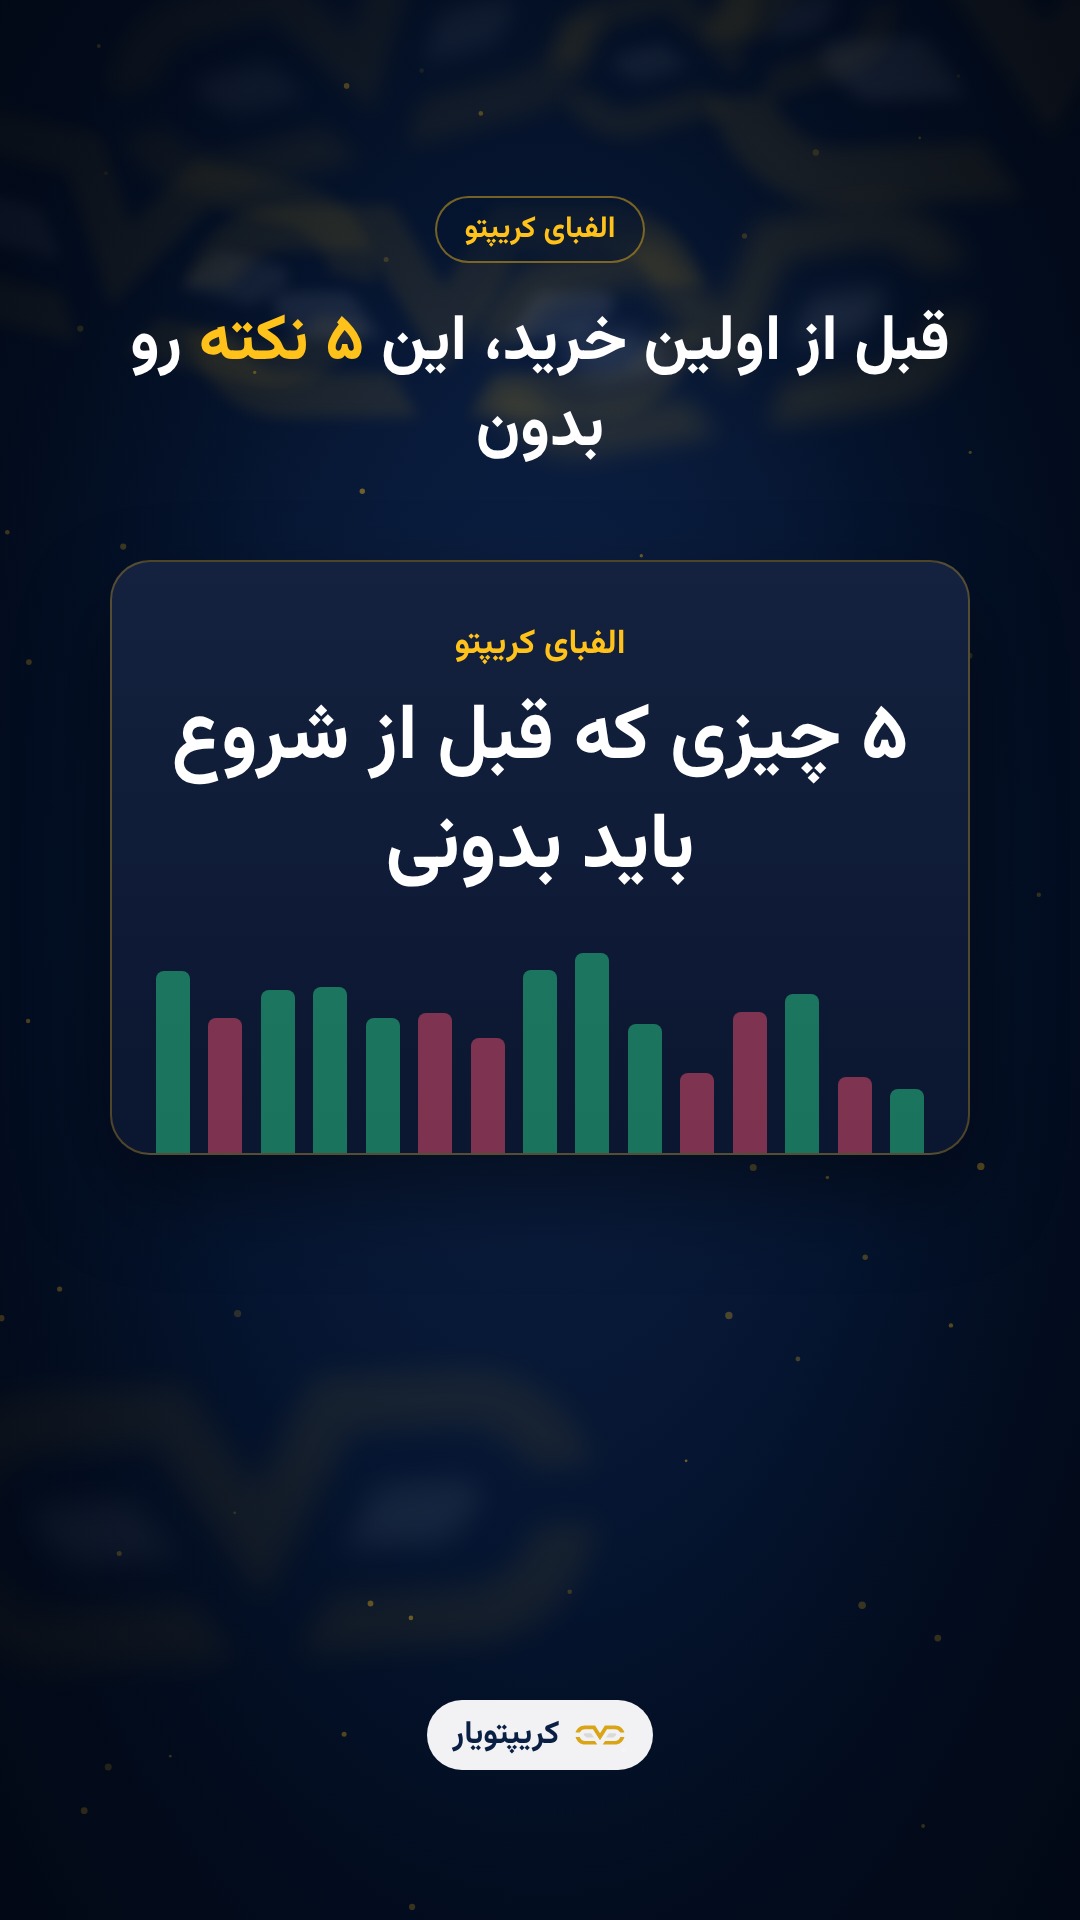 الفبای کریپتو
قبل از اولین خرید، این ۵ نکته رو
بدون
الفبای کریپتو
۵ چیزی که قبل از شروع
باید بدونی
کریپتویار